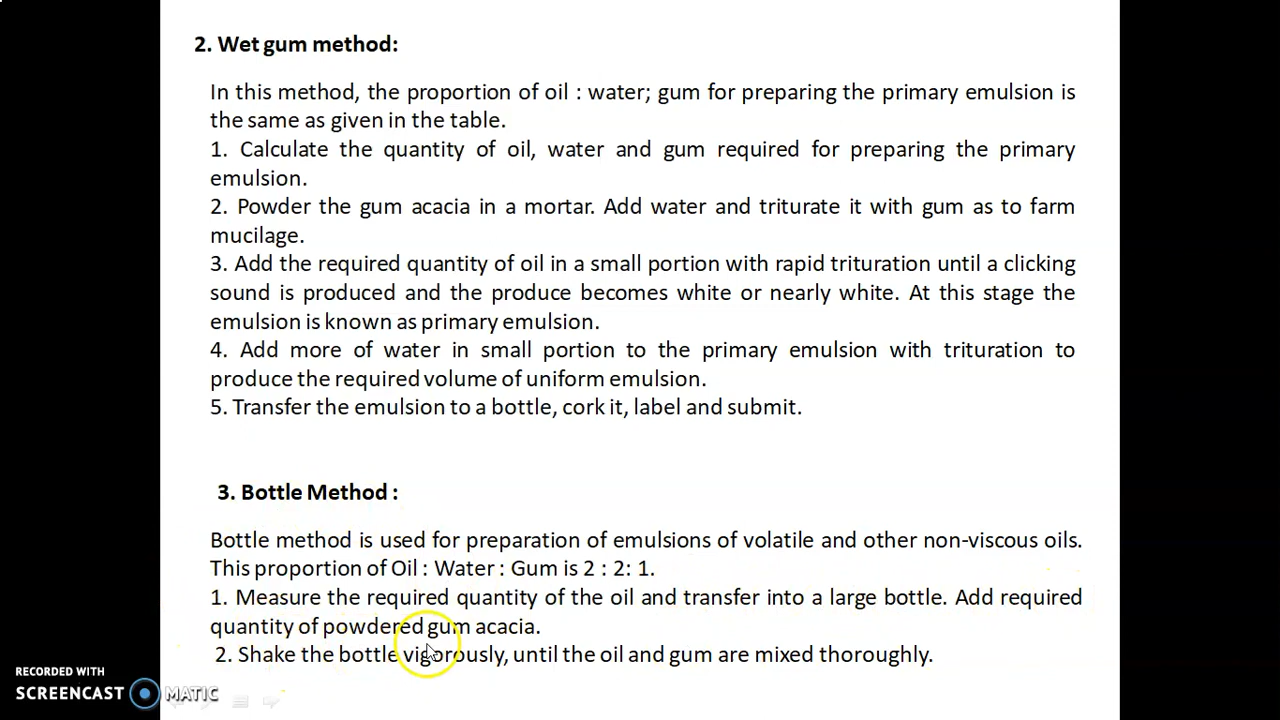 2. Wet gum method:
In this method, the proportion of oil : water; gum for preparing the primary emulsion is
the same as given in the table.
1. Calculate the quantity of oil, water and gum required for preparing the primary
emulsion.
2. Powder the gum acacia in a mortar. Add water and triturate it with gum as to farm
mucilage.
3. Add the required quantity of oil in a small portion with rapid trituration until a clicking
sound is produced and the produce becomes white or nearly white. At this stage the
emulsion is known as primary emulsion.
4. Add more of water in small portion to the primary emulsion with trituration to
produce the required volume of uniform emulsion.
5. Transfer the emulsion to a bottle, cork it, label and submit.
3. Bottle Method :
Bottle method is used for preparation of emulsions of volatile and other non-viscous oils.
This proportion of Oil : Water : Gum is 2 : 2: 1.
1. Measure the required quantity of the oil and transfer into a large bottle. Add required
quantity of powdered gum acacia.
2. Shake the bottle vigorously, until the oil and gum are mixed thoroughly.
RECORDED WITH
SCREENCAST MATIC